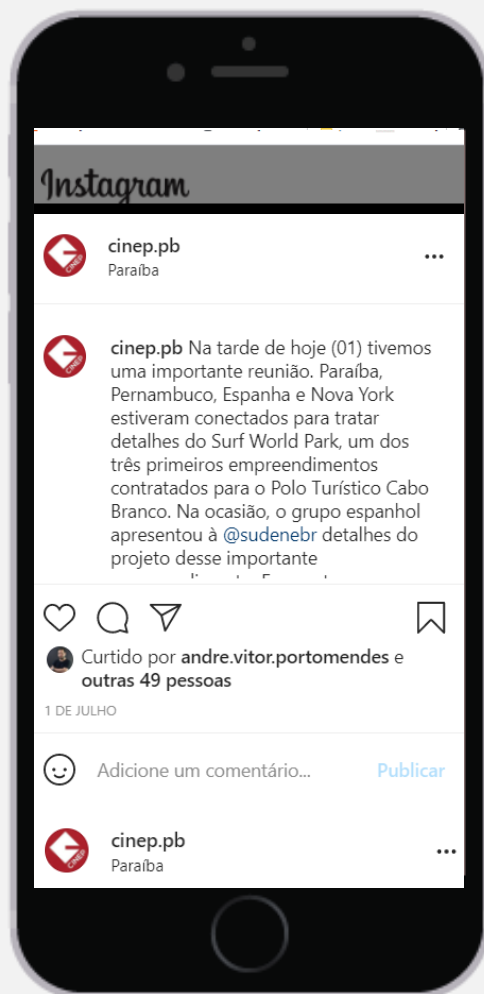 Instagram
cinep.pb
Paraíba
cinep.pb Na tarde de hoje (01) tivemos
uma importante reunião. Paraíba,
Pernambuco, Espanha e Nova York
estiveram conectados para tratar
detalhes do Surf World Park, um dos
três primeiros empreendimentos
contratados para o Polo Turístico Cabo
Branco. Na ocasião, o grupo espanhol
apresentou à @sudenebr detalhes do
projeto desse importante
Curtido por andre.vitor.portomendes e
outras 49 pessoas
1 DE JULHO
Adicione um comentário... Publicar
cinep.pb
Paraíba